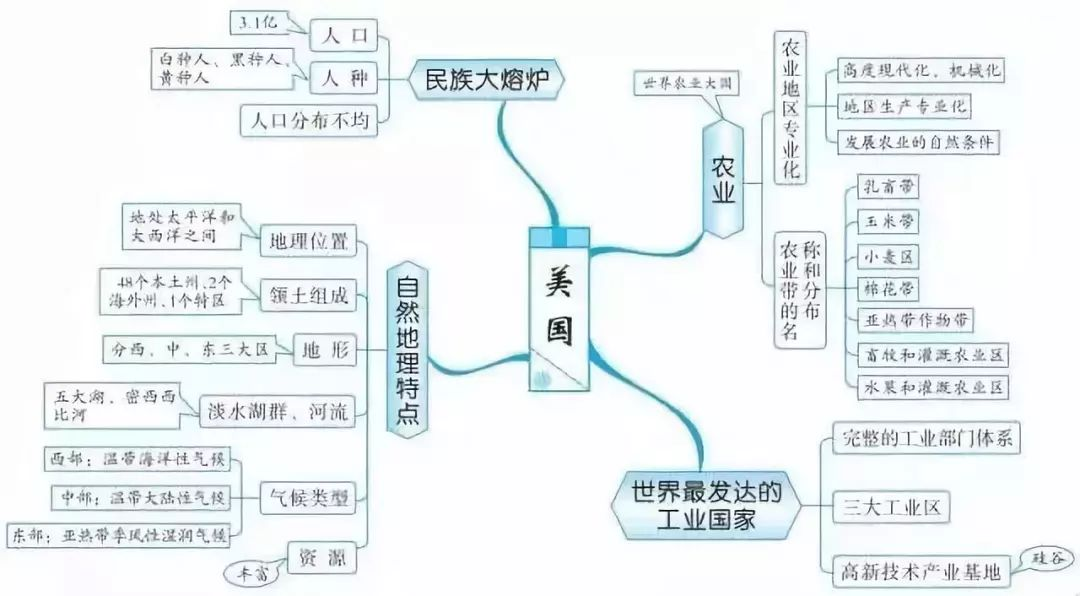 美国
民族大熔炉
人口
3.1亿
人种
白种人、黑种人、
黄种人
人口分布不均
自然地理特点
地理位置
地处太平洋和
大西洋之间
领土组成
48个本土州、2个
海外州、1个特区
地形
分西、中、东三大区
淡水湖群、河流
五大湖、密西西
比河
气候类型
西部：温带海洋性气候
中部：温带大陆性气候
东部：亚热带季风性湿润气候
资源
丰富
农业
世界农业大国
农业地区专业化
高度现代化、机械化
地区生产专业化
发展农业的自然条件
农业带的名
称和分布
乳畜带
玉米带
小麦区
棉花带
亚热带作物带
畜牧和灌溉农业区
水果和灌溉农业区
世界最发达的
工业国家
完整的工业部门体系
三大工业区
高新技术产业基地
硅谷